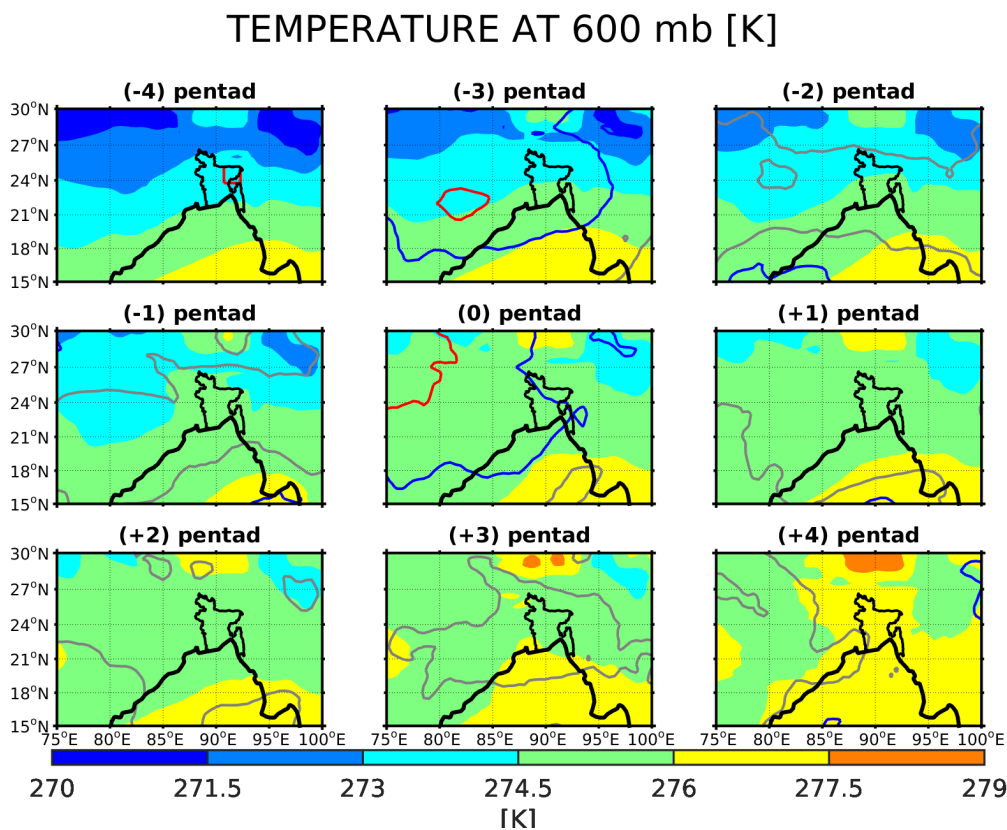 TEMPERATURE AT 600 mb [K]
(-4) pentad (-3) pentad (-2) pentad
30°N
27°N
24°N
21°N
18°N
15°N
(-1) pentad (0) pentad (+1) pentad
30°N
27°N
24°N
21°N
18°N
15°N
(+2) pentad (+3) pentad (+4) pentad
30°N
27°N
24°N
21°N
18°N
15°N
75°E 80°E 85°E 90°E 95°E 100°E 75°E 80°E 85°E 90°E 95°E 100°E 75°E 80°E 85°E 90°E 95°E 100°E
270 271.5 273 274.5 276 277.5 279
[K]